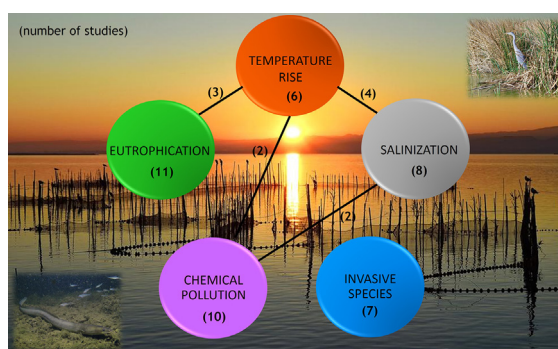 (number of studies)
TEMPERATURE
RISE
(6)
(3)
(4)
EUTROPHICATION
(11)
(2)
SALINIZATION
(8)
(2)
CHEMICAL
POLLUTION
(10)
INVASIVE
SPECIES
(7)